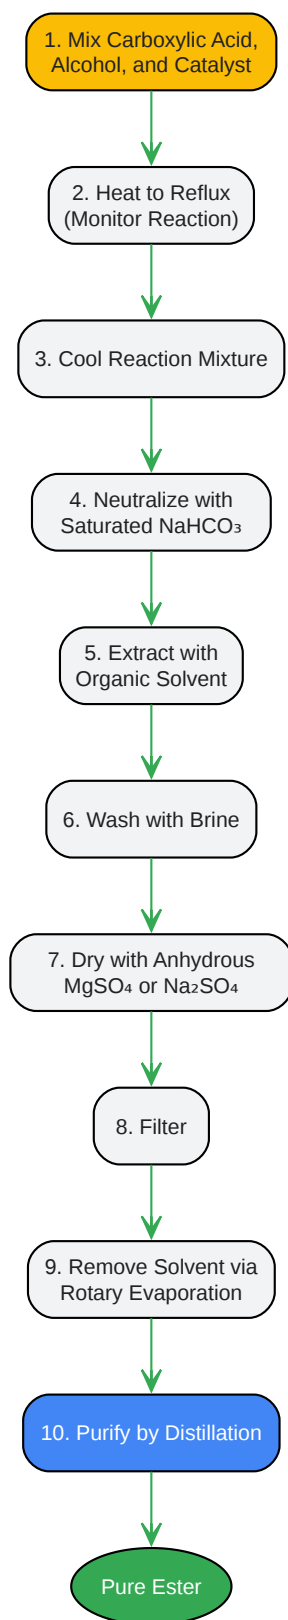 1. Mix Carboxylic Acid,
Alcohol, and Catalyst
2. Heat to Reflux
(Monitor Reaction)
3. Cool Reaction Mixture
4. Neutralize with
Saturated NaHCO₃
5. Extract with
Organic Solvent
6. Wash with Brine
7. Dry with Anhydrous
MgSO₄ or Na₂SO₄
8. Filter
9. Remove Solvent via
Rotary Evaporation
10. Purify by Distillation
Pure Ester